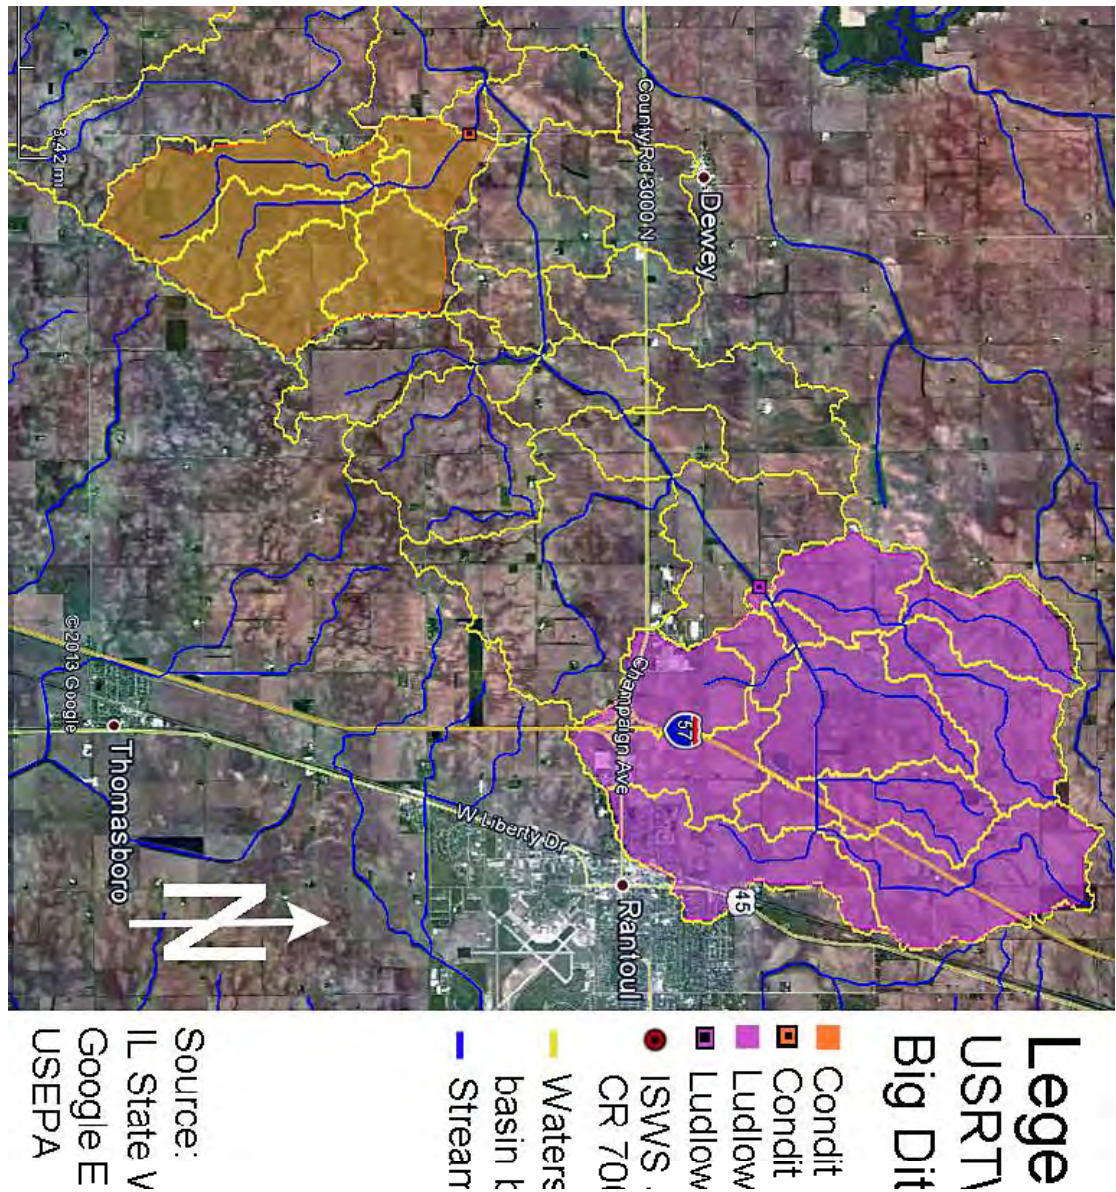 Lege
USRTW
Big Dit
Condit
Condit
Ludlow
Ludlow
ISWS
CR 700
Waters
basin b
Stream
Source:
IL State W
Google E
USEPA
N
Dewey
County Rd 3000 N
57
Champaign Ave
45
Rantoul
W Liberty Dr
Thomasboro
3.42 mi
© 2013 Google